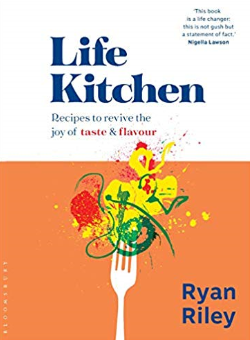 'This book
is a life changer:
this is not gush but
a statement of fact.'
Nigella Lawson
Life
Kitchen
Recipes to revive the
joy of taste & flavour
BLOOMSBURY
Ryan
Riley